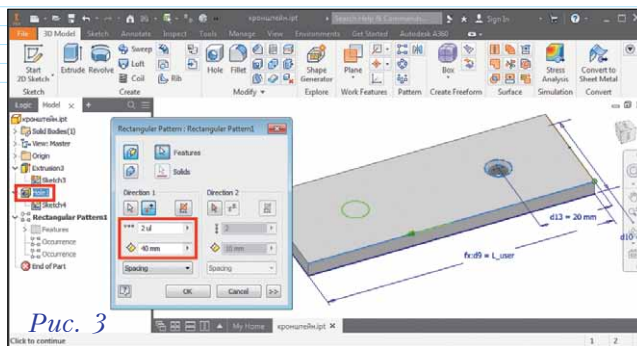 кронштейн.ipt
Search Help & Commands...
Sign In
File 3D Model Sketch Annotate Inspect Tools Manage View Environments Get Started Autodesk A360
Start 2D Sketch
Extrude Revolve
Sweep
Loft
Coil
Rib
Hole Fillet
Shape Generator
Plane
Box
Stress Analysis
Convert to Sheet Metal
Sketch Create Modify Explore Work Features Pattern Create Freeform Surface Simulation Convert
Logic Model
кронштейн.ipt
Solid Bodies(1)
View: Master
Origin
Extrusion3
Sketch3
Sketch4
Rectangular Pattern1
Features
Occurrence
Occurrence
End of Part
Rectangular Pattern : Rectangular Pattern1
Features
Solids
Direction 1 Direction 2
2 ul 2
40 mm
Spacing Spacing
OK Cancel >>
d13 = 20 mm
d10
fx:d9 = L_user
Рис. 3
My Home кронштейн.ipt
Click to continue
1 2